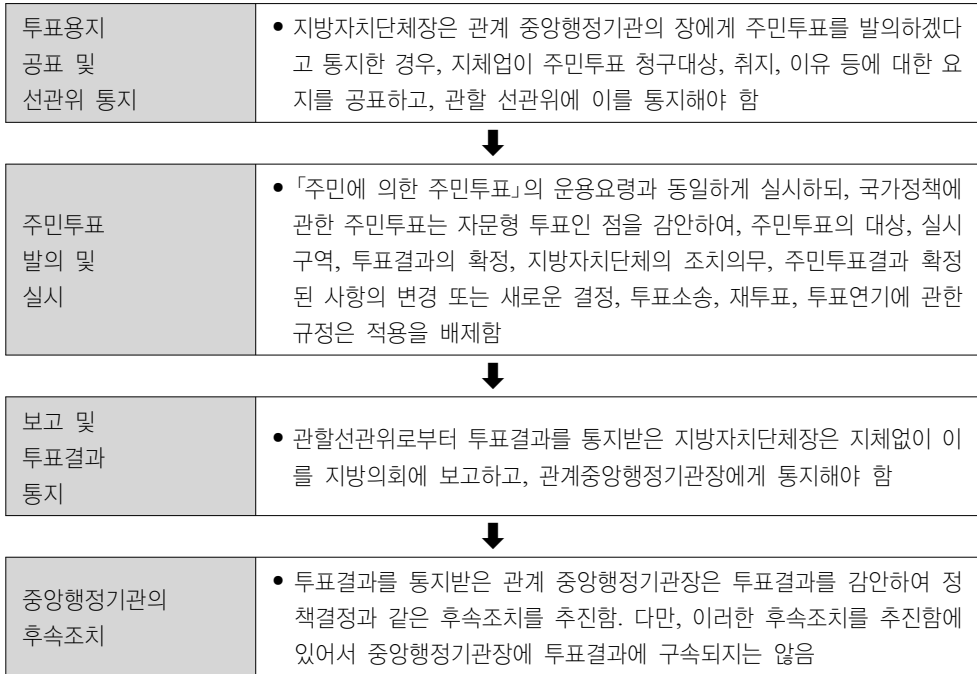 투표용지
공표 및
선관위 통지
• 지방자치단체장은 관계 중앙행정기관의 장에게 주민투표를 발의하겠다
고 통지한 경우, 지체업이 주민투표 청구대상, 취지, 이유 등에 대한 요
지를 공표하고, 관할 선관위에 이를 통지해야 함
주민투표
발의 및
실시
• 「주민에 의한 주민투표」의 운용요령과 동일하게 실시하되, 국가정책에
관한 주민투표는 자문형 투표인 점을 감안하여, 주민투표의 대상, 실시
구역, 투표결과의 확정, 지방자치단체의 조치의무, 주민투표결과 확정
된 사항의 변경 또는 새로운 결정, 투표소송, 재투표, 투표연기에 관한
규정은 적용을 배제함
보고 및
투표결과
통지
• 관할선관위로부터 투표결과를 통지받은 지방자치단체장은 지체없이 이
를 지방의회에 보고하고, 관계중앙행정기관장에게 통지해야 함
중앙행정기관의
후속조치
• 투표결과를 통지받은 관계 중앙행정기관장은 투표결과를 감안하여 정
책결정과 같은 후속조치를 추진함. 다만, 이러한 후속조치를 추진함에
있어서 중앙행정기관장에 투표결과에 구속되지는 않음